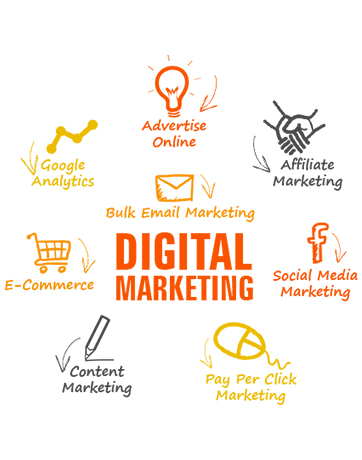 Advertise
Online
Google
Analytics
Affiliate
Marketing
Bulk Email Marketing
DIGITAL
MARKETING
E-Commerce
Social Media
Marketing
Content
Marketing
Pay Per Click
Marketing